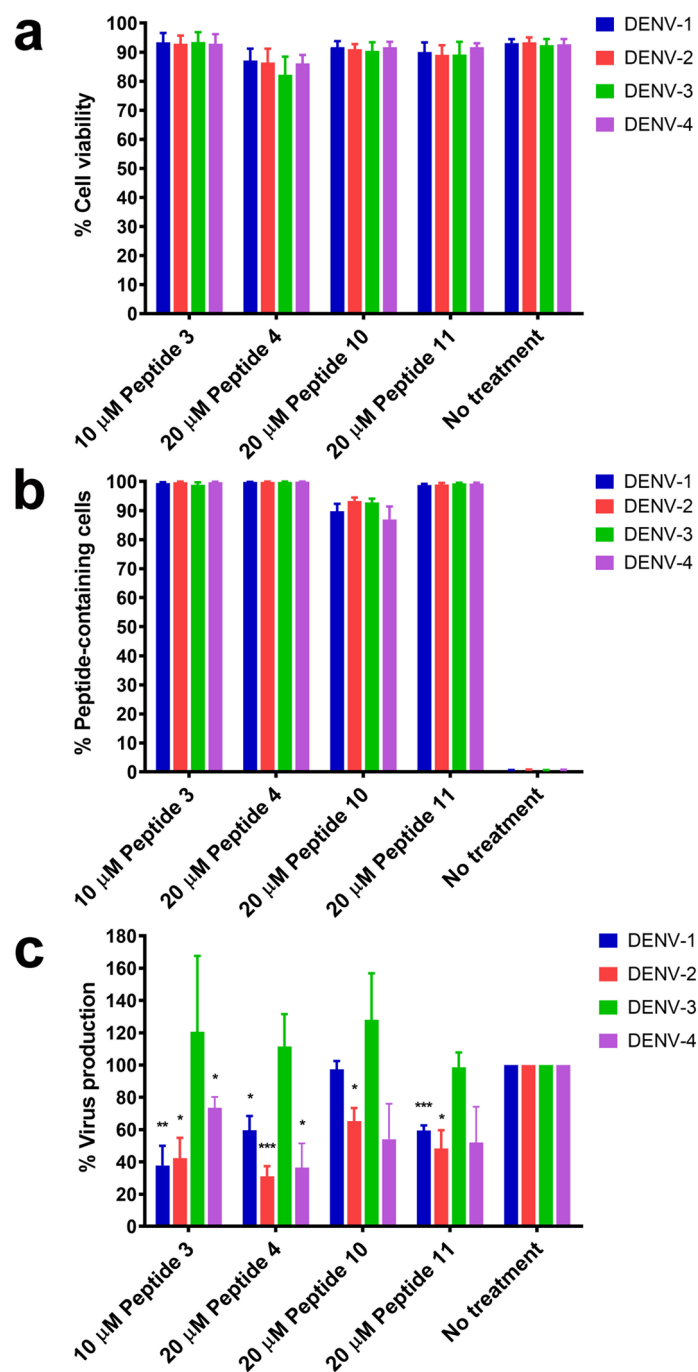 a
% Cell viability
100
90
80
70
60
50
40
30
20
10
0
10 μM Peptide 3
20 μM Peptide 4
20 μM Peptide 10
20 μM Peptide 11
No treatment
DENV-1
DENV-2
DENV-3
DENV-4
b
% Peptide-containing cells
100
90
80
70
60
50
40
30
20
10
0
10 μM Peptide 3
20 μM Peptide 4
20 μM Peptide 10
20 μM Peptide 11
No treatment
DENV-1
DENV-2
DENV-3
DENV-4
c
% Virus production
180
160
140
120
100
80
60
40
20
0
**
*
*
*
***
*
*
***
*
10 μM Peptide 3
20 μM Peptide 4
20 μM Peptide 10
20 μM Peptide 11
No treatment
DENV-1
DENV-2
DENV-3
DENV-4